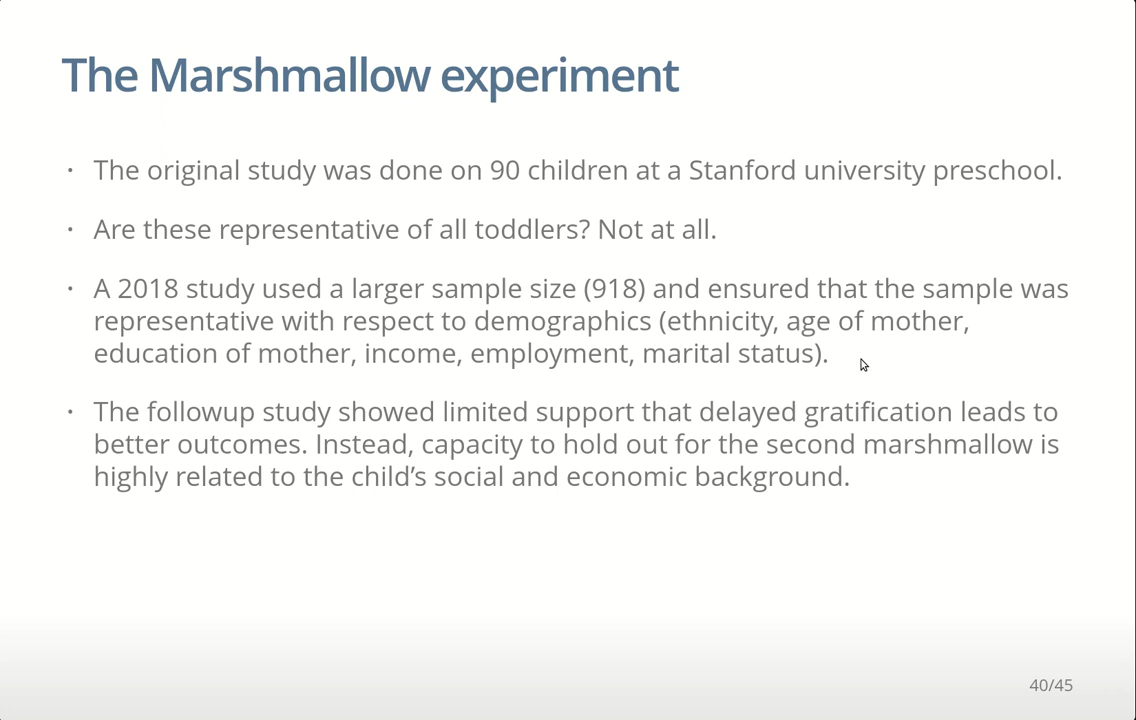 The Marshmallow experiment
· The original study was done on 90 children at a Stanford university preschool.
· Are these representative of all toddlers? Not at all.
· A 2018 study used a larger sample size (918) and ensured that the sample was
representative with respect to demographics (ethnicity, age of mother,
education of mother, income, employment, marital status).
· The followup study showed limited support that delayed gratification leads to
better outcomes. Instead, capacity to hold out for the second marshmallow is
highly related to the child’s social and economic background.
40/45